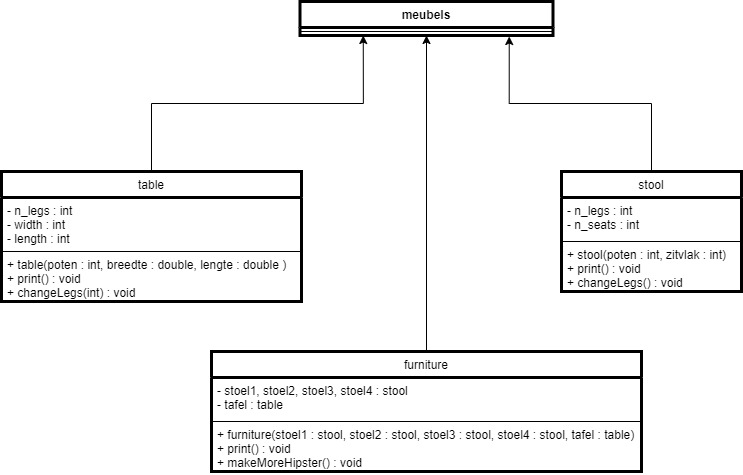 meubels
table
- n_legs : int
- width : int
- length : int
+ table(poten : int, breedte : double, lengte : double )
+ print() : void
+ changeLegs(int) : void
stool
- n_legs : int
- n_seats : int
+ stool(poten : int, zitvlak : int)
+ print() : void
+ changeLegs() : void
furniture
- stoel1, stoel2, stoel3, stoel4 : stool
- tafel : table
+ furniture(stoel1 : stool, stoel2 : stool, stoel3 : stool, stoel4 : stool, tafel : table)
+ print() : void
+ makeMoreHipster() : void